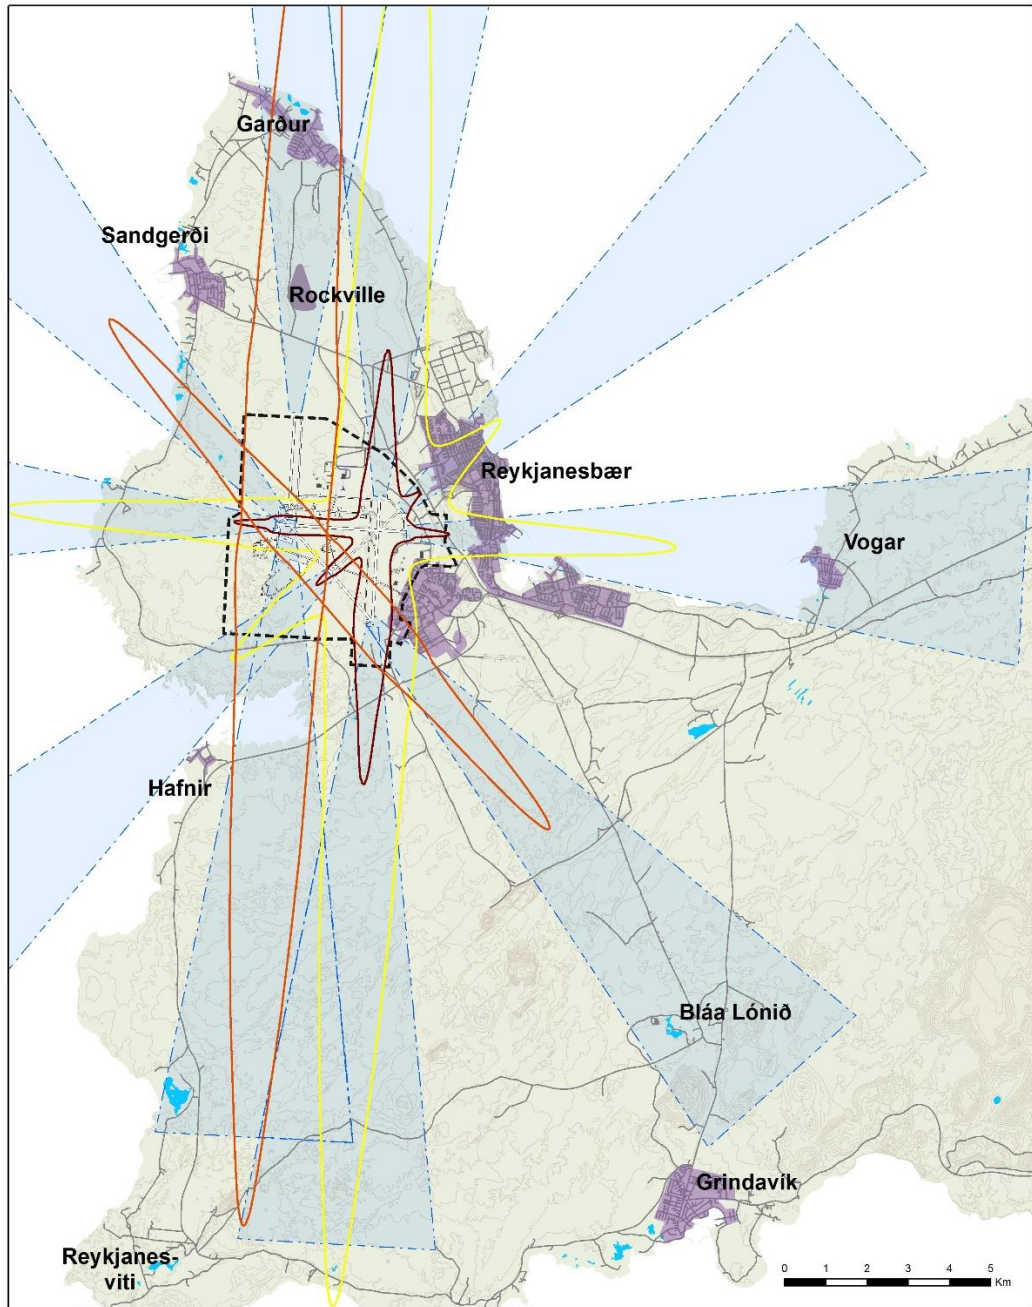 Garður
Sandgerði
Rockville
Reykjanesbær
Vogar
Hafnir
Bláa Lónið
Grindavík
Reykjanes-
viti
0 1 2 3 4 5
Km